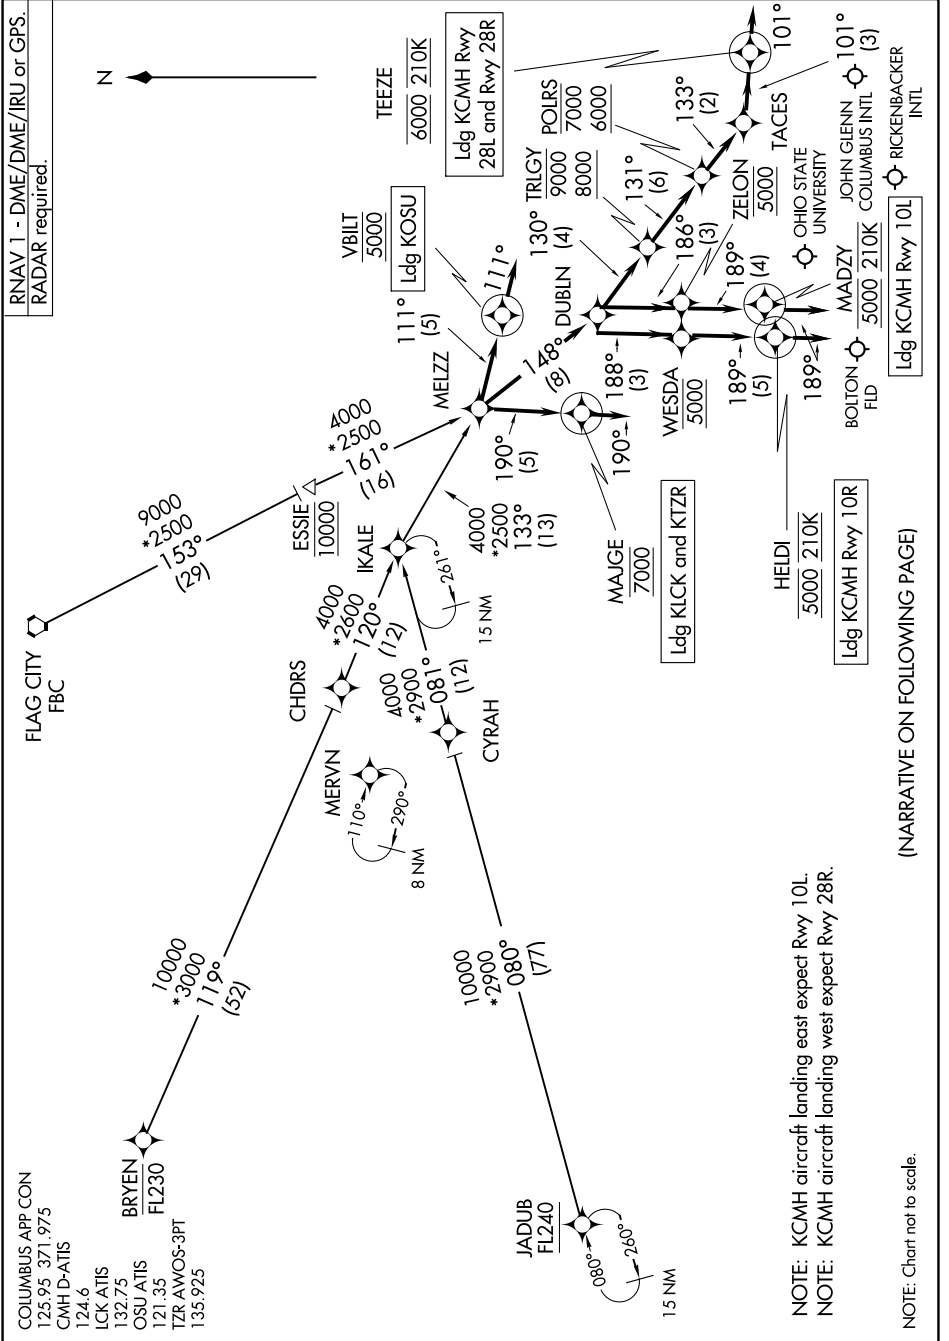 RNAV 1 - DME/DME/IRU or GPS.
RADAR required.
COLUMBUS APP CON
125.95 371.975
CMH D-ATIS
124.6
LCK ATIS
132.75
OSU ATIS
121.35
TZR AWOS-3PT
135.925
N
FLAG CITY
FBC
9000
*2500
153°
(29)
ESSIE
10000
4000
*2500
161°
(16)
BRYEN
FL230
10000
*3000
119°
(52)
CHDRS
4000
*2600
120°
(12)
IKALE
261°
15 NM
4000
*2500
133°
(13)
MERVN
110°
290°
8 NM
JADUB
FL240
080°
260°
15 NM
10000
*2900
080°
(77)
CYRAH
4000
*2900
081°
(12)
MELZZ
111°
(5)
VBILT
5000
Ldg KOSU
111°
148°
(8)
190°
(5)
190°
MAJGE
7000
Ldg KLCK and KTZR
DUBLN
130°
(4)
TRLGY
9000
8000
131°
(6)
POLRS
7000
6000
133°
(2)
TACES
101°
(3)
TEEZE
6000 210K
Ldg KCMH Rwy
28L and Rwy 28R
101°
186°
(3)
ZELON
5000
189°
(4)
MADZY
5000 210K
Ldg KCMH Rwy 10L
188°
(3)
WESDA
5000
189°
(5)
189°
HELDI
5000 210K
Ldg KCMH Rwy 10R
OHIO STATE
UNIVERSITY
JOHN GLENN
COLUMBUS INTL
RICKENBACKER
INTL
BOLTON
FLD
NOTE: KCMH aircraft landing east expect Rwy 10L.
NOTE: KCMH aircraft landing west expect Rwy 28R.
(NARRATIVE ON FOLLOWING PAGE)
NOTE: Chart not to scale.